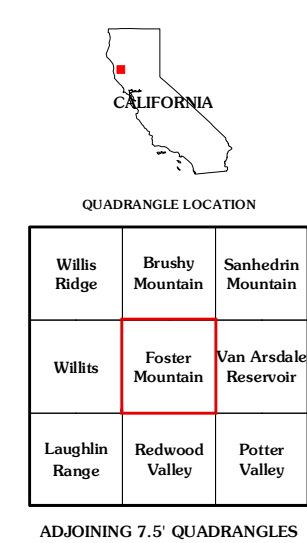 CALIFORNIA
QUADRANGLE LOCATION
Willis
Ridge
Brushy
Mountain
Sanhedrin
Mountain
Willits
Foster
Mountain
Van Arsdale
Reservoir
Laughlin
Range
Redwood
Valley
Potter
Valley
ADJOINING 7.5' QUADRANGLES